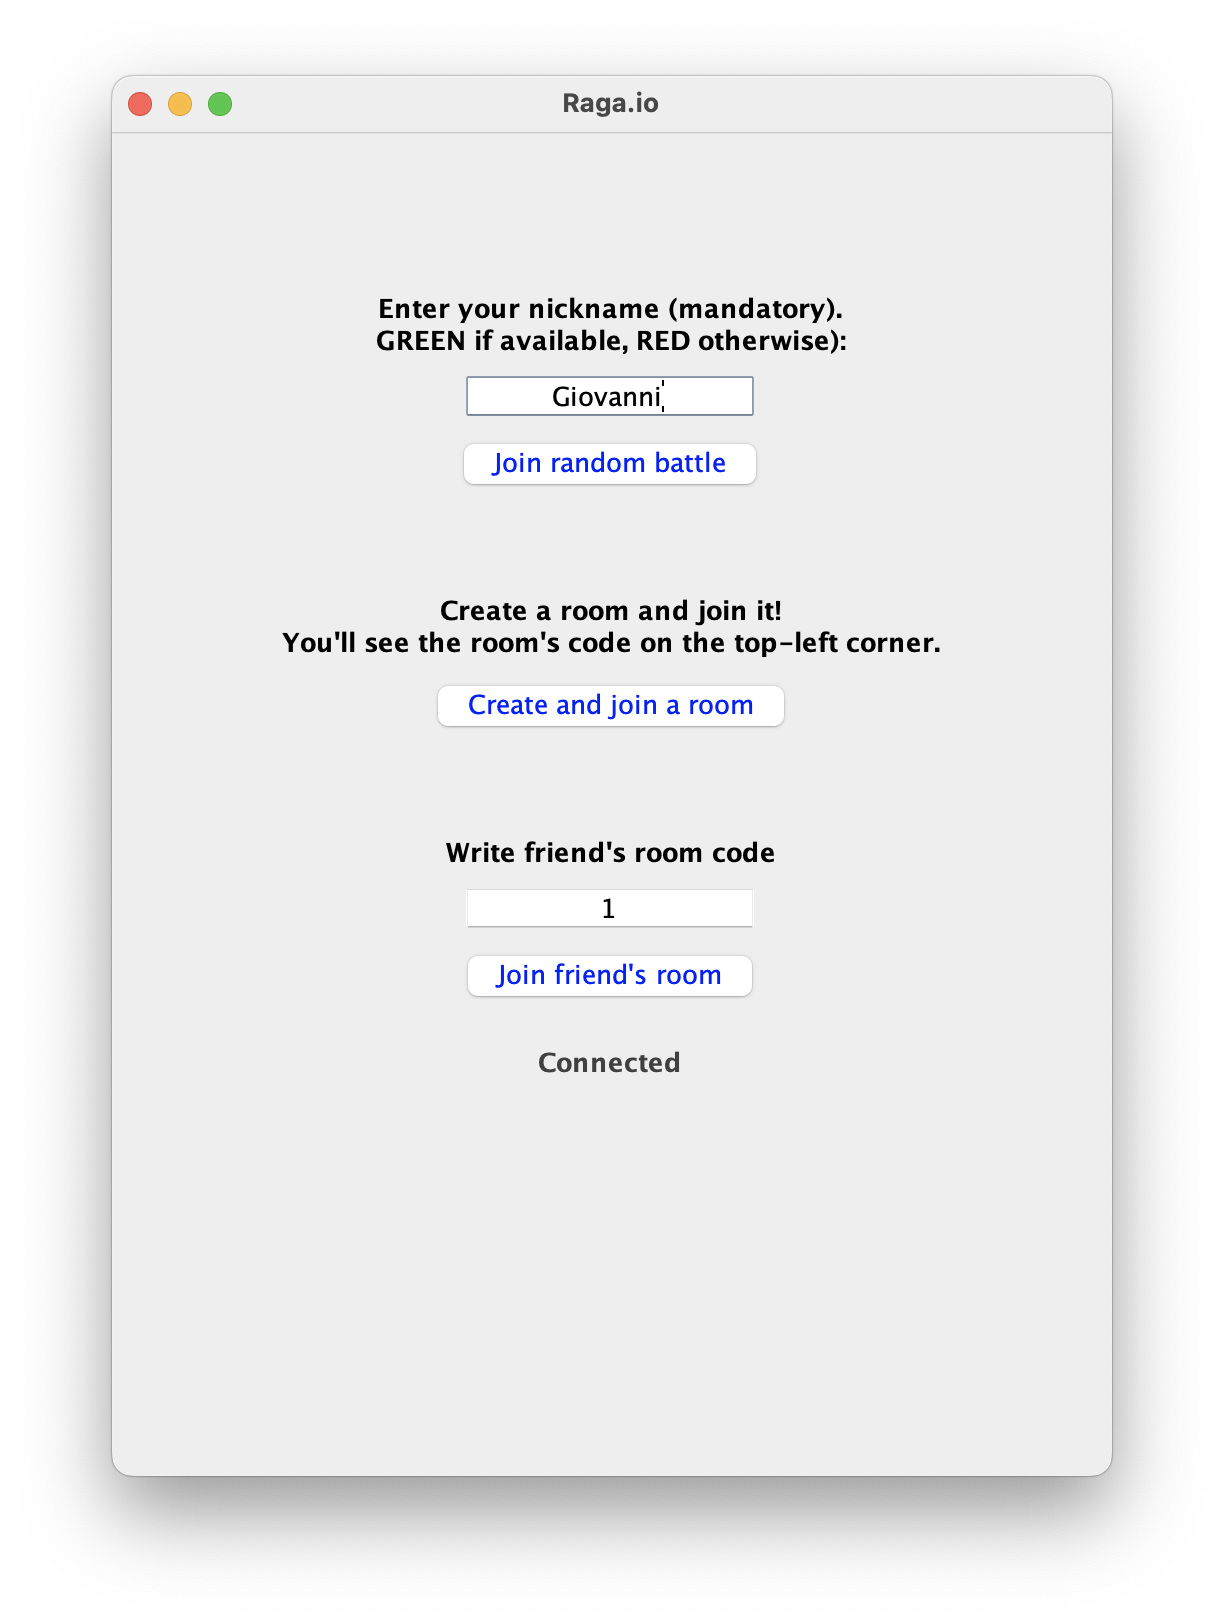 Raga.io
Enter your nickname (mandatory).
GREEN if available, RED otherwise):
Giovanni
Join random battle
Create a room and join it!
You'll see the room's code on the top-left corner.
Create and join a room
Write friend's room code
1
Join friend's room
Connected